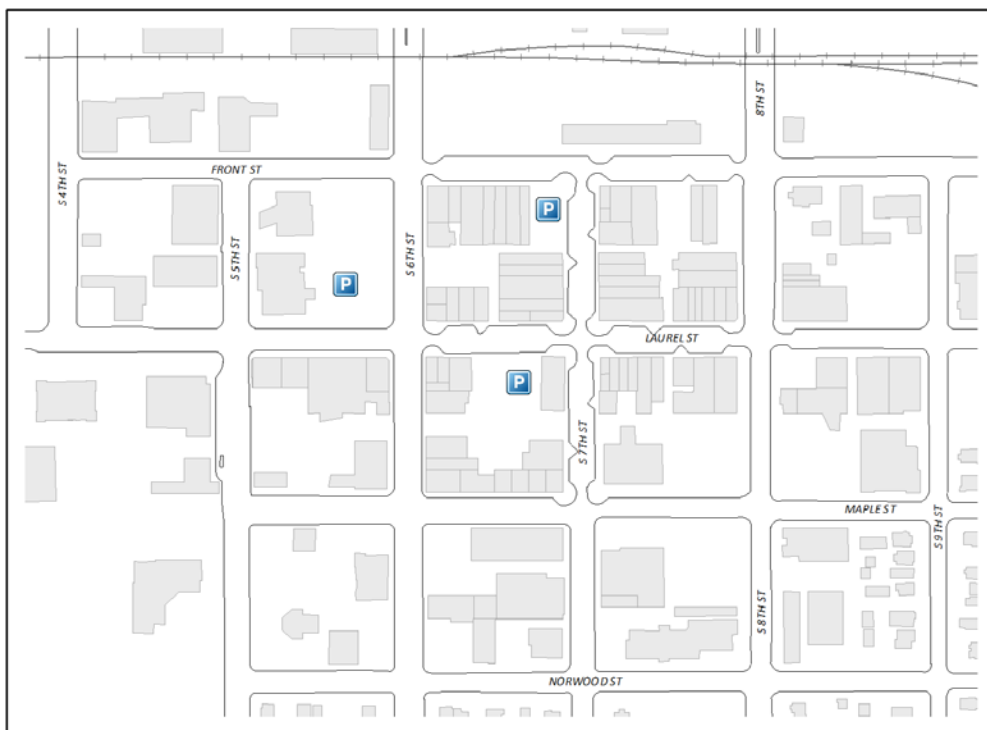 8TH ST
FRONT ST
S 4TH ST
P
S 5TH ST
S 6TH ST
P
LAUREL ST
P
S 7TH ST
MAPLE ST
S 9TH ST
S 8TH ST
NORWOOD ST